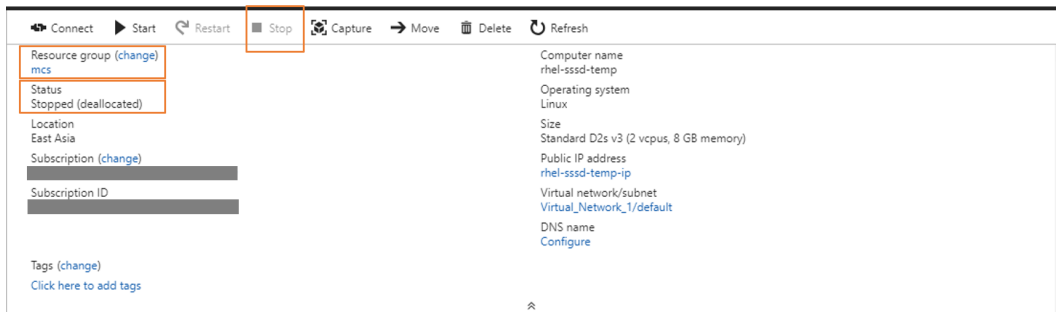 Connect Start Restart Stop Capture Move Delete Refresh
Resource group (change)
mcs
Status
Stopped (deallocated)
Location
East Asia
Subscription (change)
Subscription ID
Tags (change)
Click here to add tags
Computer name
rhel-sssd-temp
Operating system
Linux
Size
Standard D2s v3 (2 vcpus, 8 GB memory)
Public IP address
rhel-sssd-temp-ip
Virtual network/subnet
Virtual_Network_1/default
DNS name
Configure